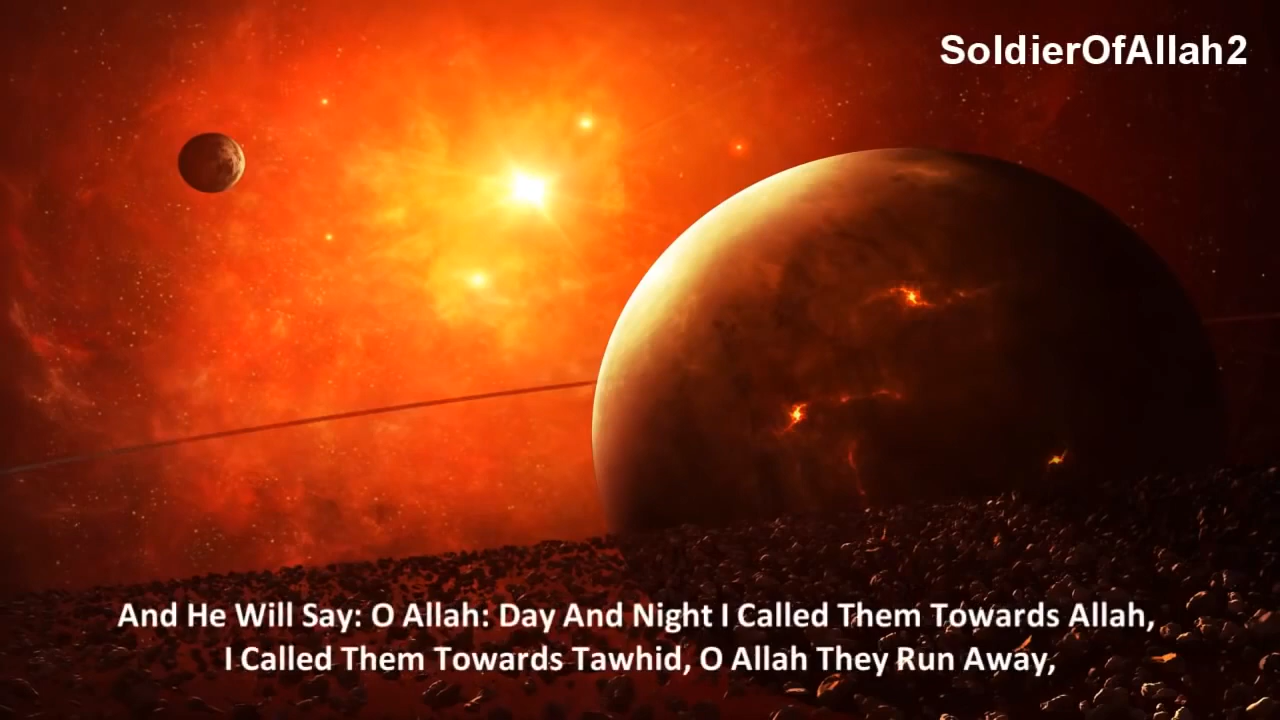 SoldierOfAllah2
And He Will Say: O Allah: Day And Night I Called Them Towards Allah,
I Called Them Towards Tawhid, O Allah They Run Away,